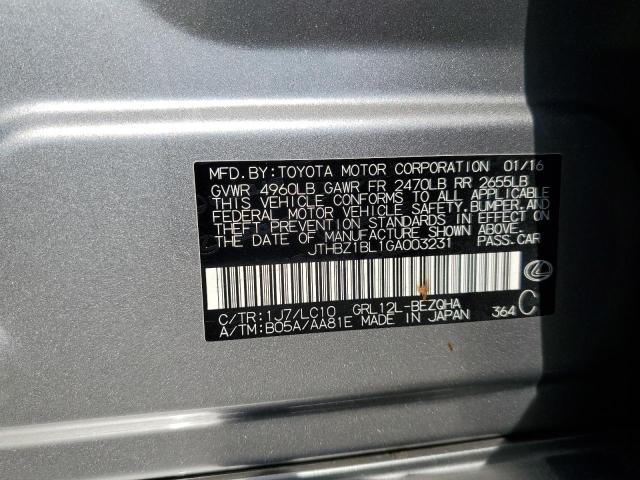 MFD. BY: TOYOTA MOTOR CORPORATION 01/16
GVWR 4960LB GAWR FR 2470LB RR 2655LB
THIS VEHICLE CONFORMS TO ALL APPLICABLE
FEDERAL MOTOR VEHICLE SAFETY, BUMPER, AND
THEFT PREVENTION STANDARDS IN EFFECT ON
THE DATE OF MANUFACTURE SHOWN ABOVE.
JTHBZ1BL1GA003231 PASS.CAR
C/TR: 1J7/LC10 GRL12L-BEZQHA
A/TM: B05A/AA81E MADE IN JAPAN 364 C